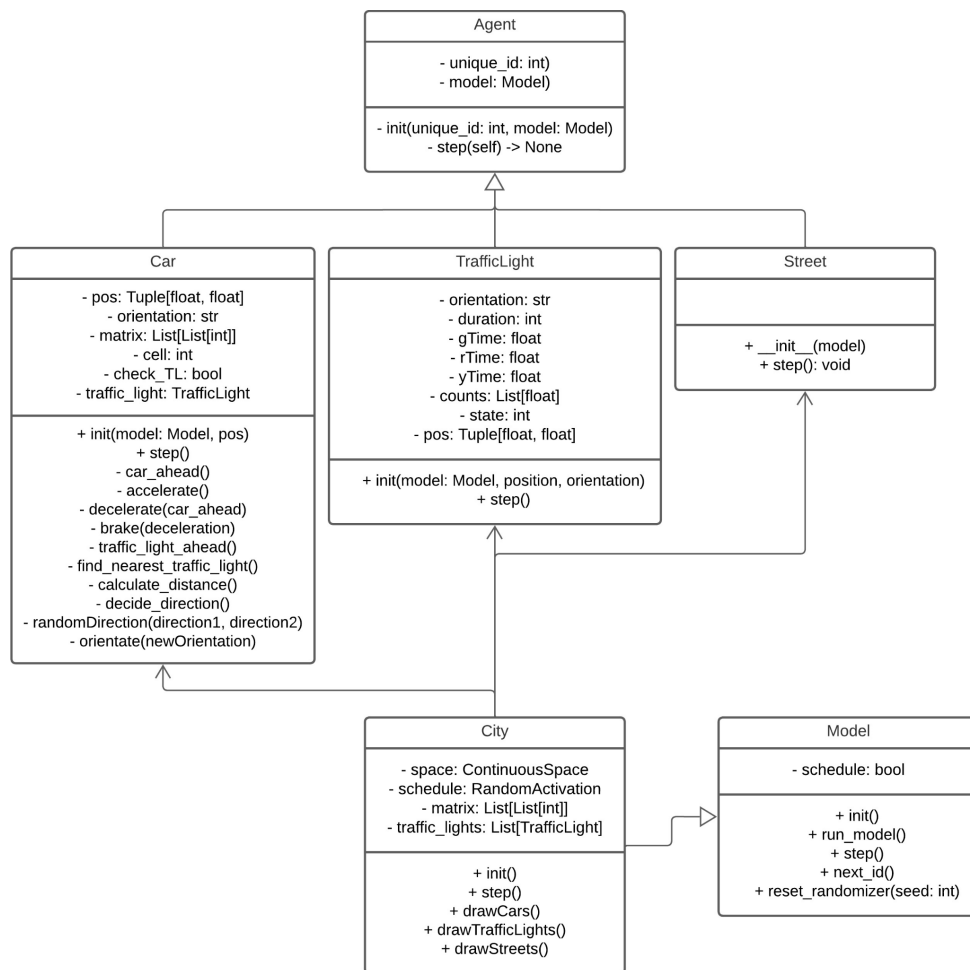 Agent
- unique_id: int)
- model: Model)
- init(unique_id: int, model: Model)
- step(self) -> None
Car
- pos: Tuple[float, float]
- orientation: str
- matrix: List[List[int]]
- cell: int
- check_TL: bool
- traffic_light: TrafficLight
+ init(model: Model, pos)
+ step()
- car_ahead()
- accelerate()
- decelerate(car_ahead)
- brake(deceleration)
- traffic_light_ahead()
- find_nearest_traffic_light()
- calculate_distance()
- decide_direction()
- randomDirection(direction1, direction2)
- orientate(newOrientation)
TrafficLight
- orientation: str
- duration: int
- gTime: float
- rTime: float
- yTime: float
- counts: List[float]
- state: int
- pos: Tuple[float, float]
+ init(model: Model, position, orientation)
+ step()
Street
+ __init__(model)
+ step(): void
City
- space: ContinuousSpace
- schedule: RandomActivation
- matrix: List[List[int]]
- traffic_lights: List[TrafficLight]
+ init()
+ step()
+ drawCars()
+ drawTrafficLights()
+ drawStreets()
Model
- schedule: bool
+ init()
+ run_model()
+ step()
+ next_id()
+ reset_randomizer(seed: int)